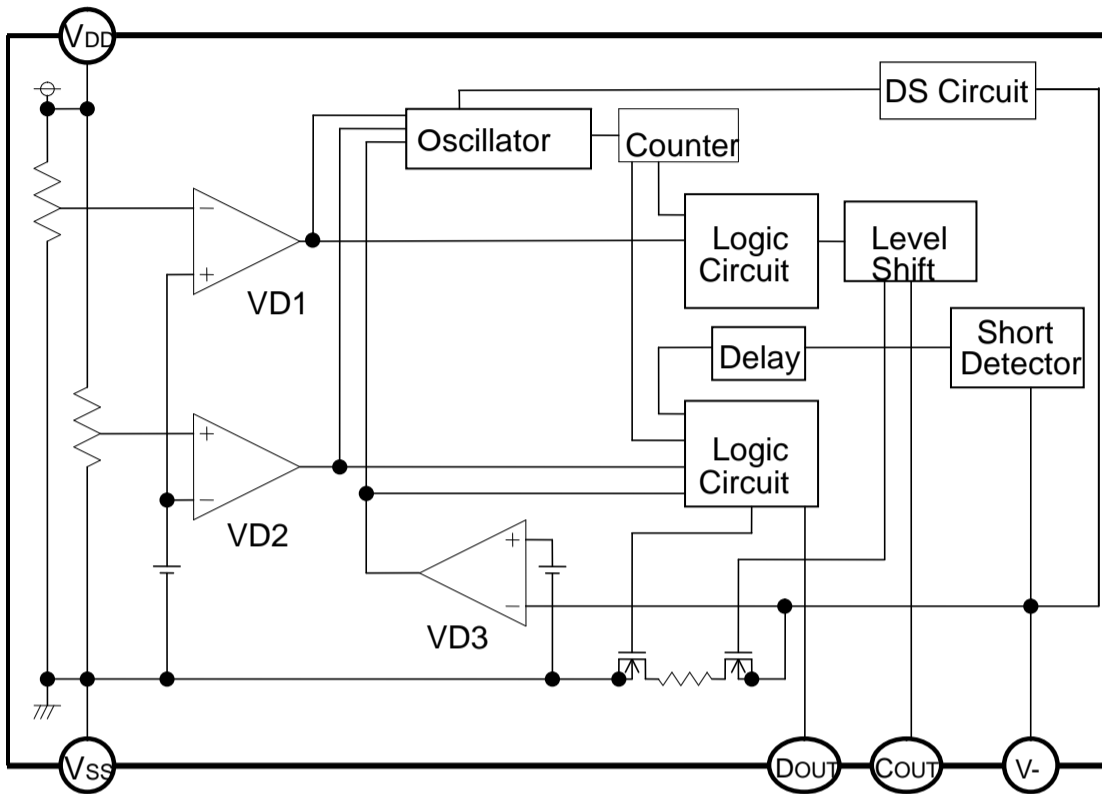 VDD
DS Circuit
Oscillator
Counter
−
+
VD1
Logic
Circuit
Level
Shift
Short
Detector
Delay
+
−
VD2
Logic
Circuit
+
−
VD3
VSS
DOUT
COUT
V-